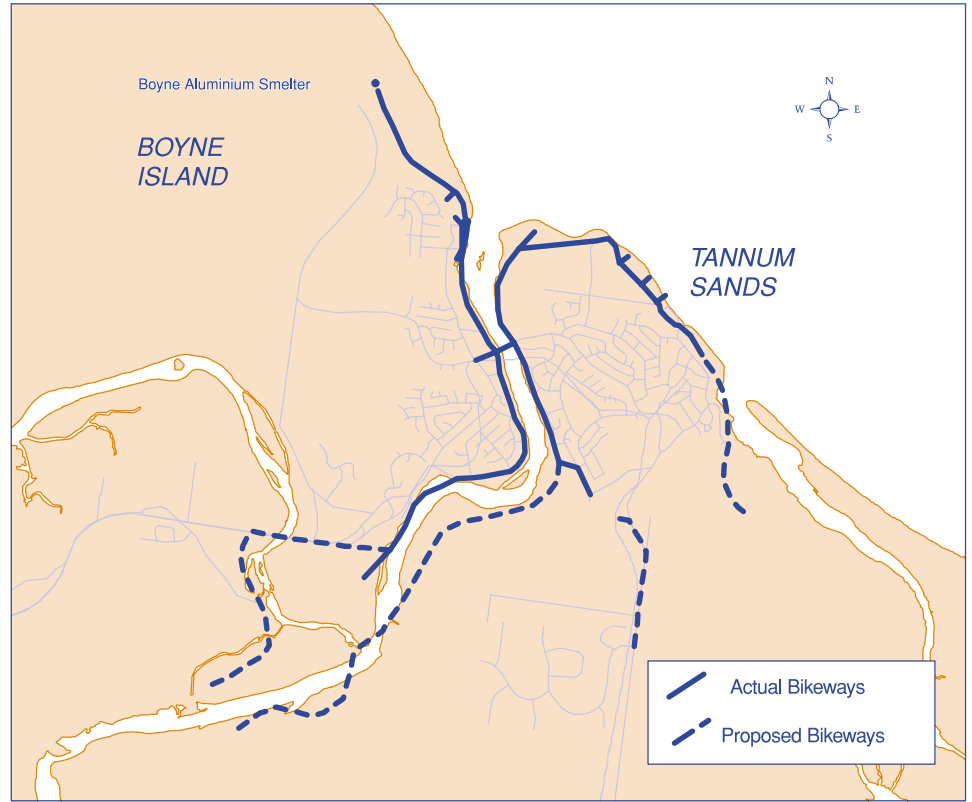 Boyne Aluminium Smelter
BOYNE
ISLAND
N
W
E
S
TANNUM
SANDS
Actual Bikeways
Proposed Bikeways